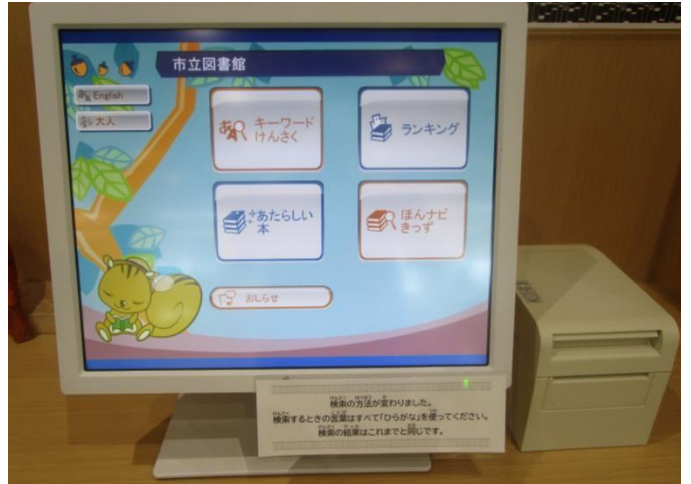 市立図書館
English
大人
キーワード
けんさく
ランキング
あたらしい
本
ほんナビ
きっず
おしらせ
検索の方法が変わりました。
検索するときの言葉はすべて「ひらがな」を使ってください。
検索の結果はこれまでと同じです。